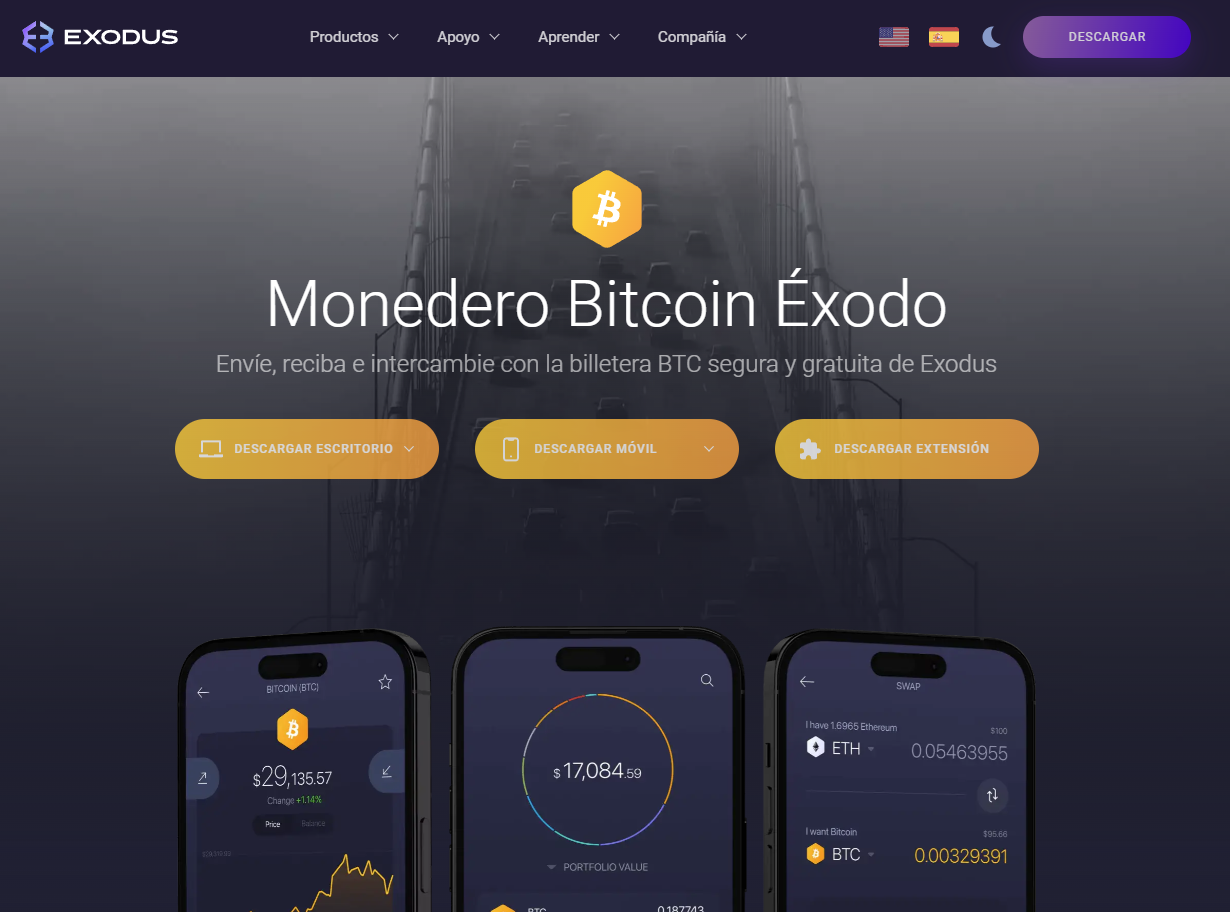 EXODUS
Productos
Apoyo
Aprender
Compañía
DESCARGAR
Monedero Bitcoin Éxodo
Envíe, reciba e intercambie con la billetera BTC segura y gratuita de Exodus
DESCARGAR ESCRITORIO
DESCARGAR MÓVIL
DESCARGAR EXTENSIÓN
BITCOIN (BTC)
$29,135.57
Change +1.14%
Price Balance
$17,084.59
PORTFOLIO VALUE
BTC 0.187743
SWAP
I have 1.6965 Ethereum
$100
ETH 0.05463955
I want Bitcoin
$95.66
BTC 0.00329391